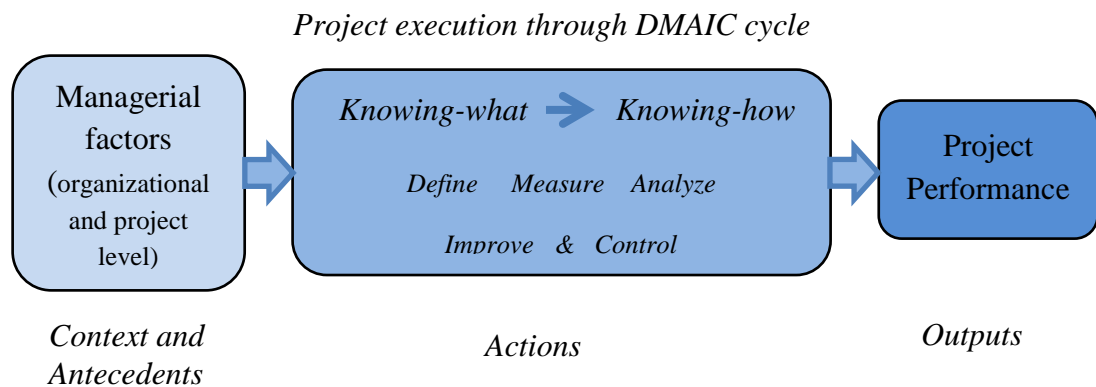 Project execution through DMAIC cycle
Managerial
factors
(organizational
and project
level)
Knowing-what Knowing-how
Define Measure Analyze
Improve & Control
Project
Performance
Context and
Antecedents
Actions
Outputs